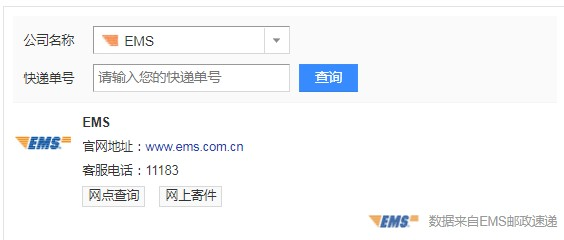 公司名称 EMS
快递单号 请输入您的快递单号 查询
EMS
EMS 官网地址：www.ems.com.cn
客服电话：11183
网点查询 网上寄件
EMS 数据来自EMS邮政速递